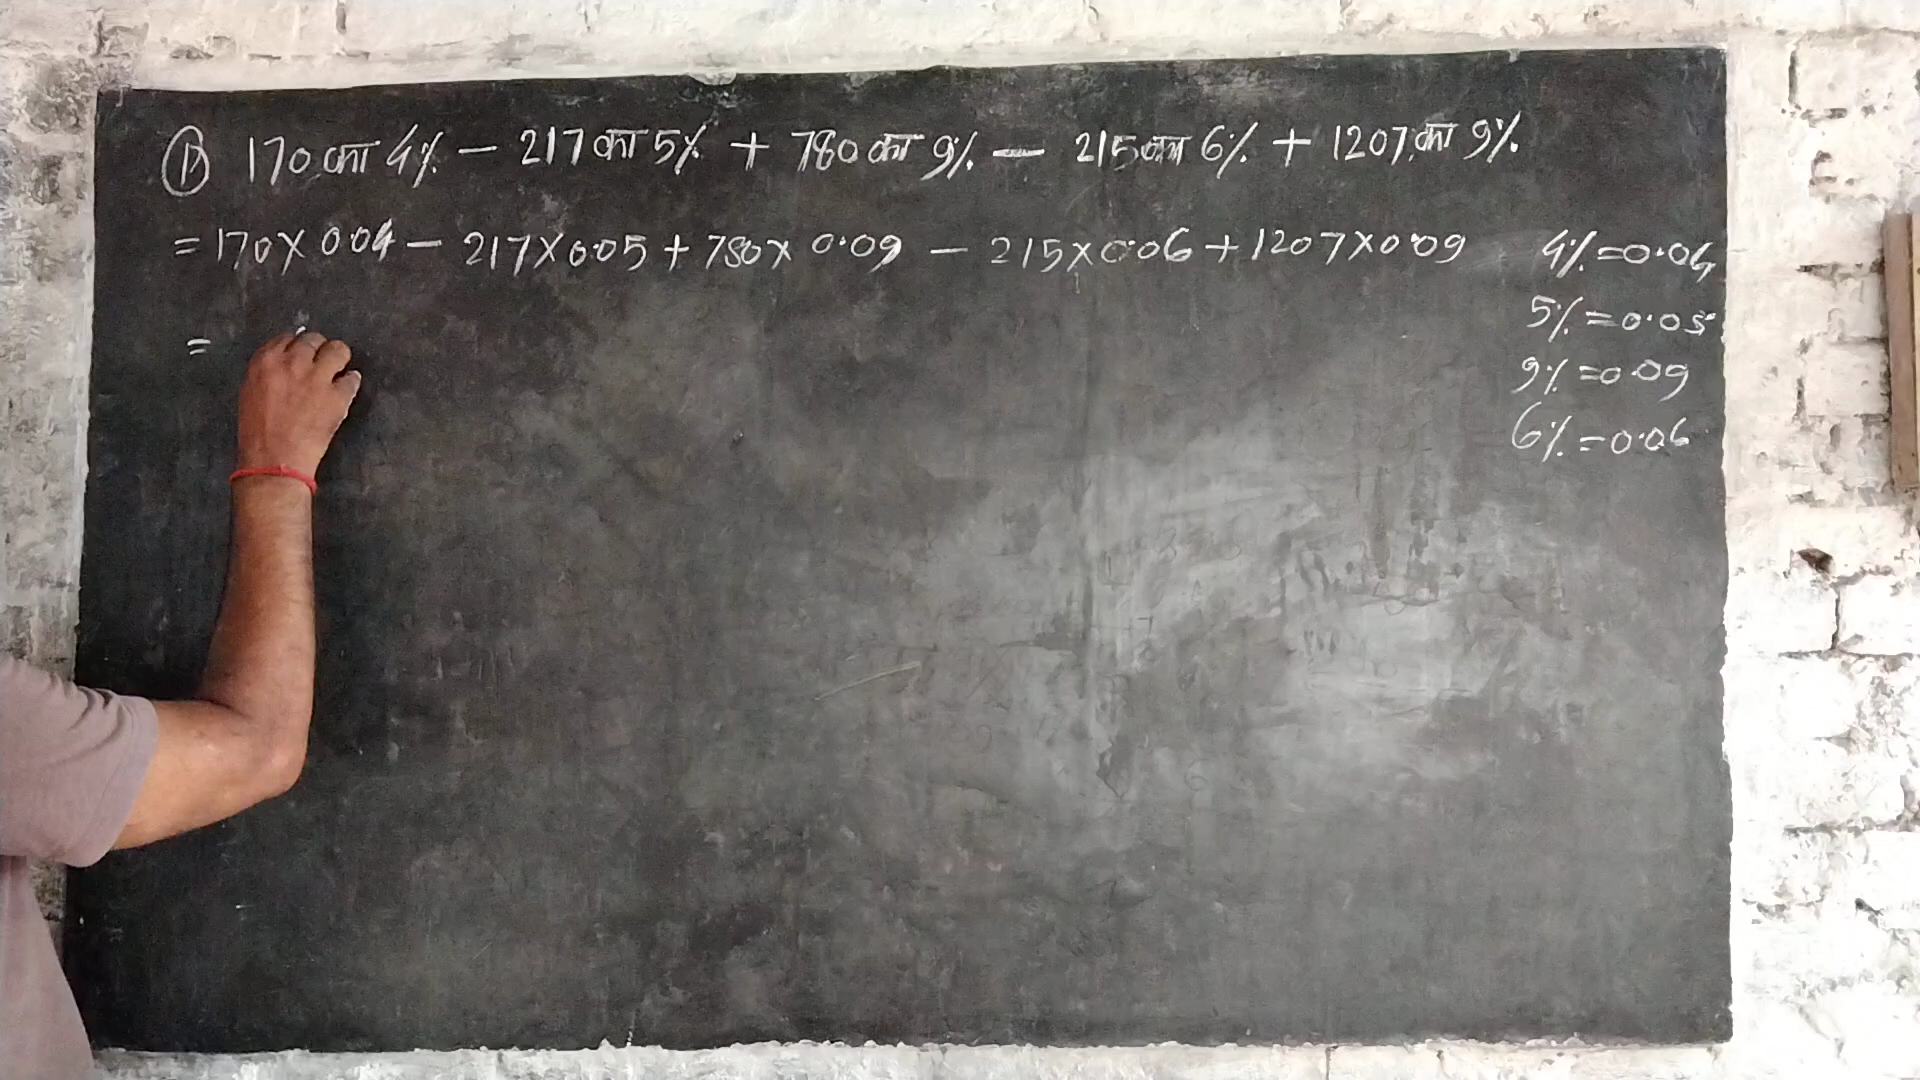 ① 170 का 4% - 217 का 5% + 780 का 9% - 215 का 6% + 1207 का 9%
= 170 × 0.04 - 217 × 0.05 + 780 × 0.09 - 215 × 0.06 + 1207 × 0.09
=
4% = 0.04
5% = 0.05
9% = 0.09
6% = 0.06